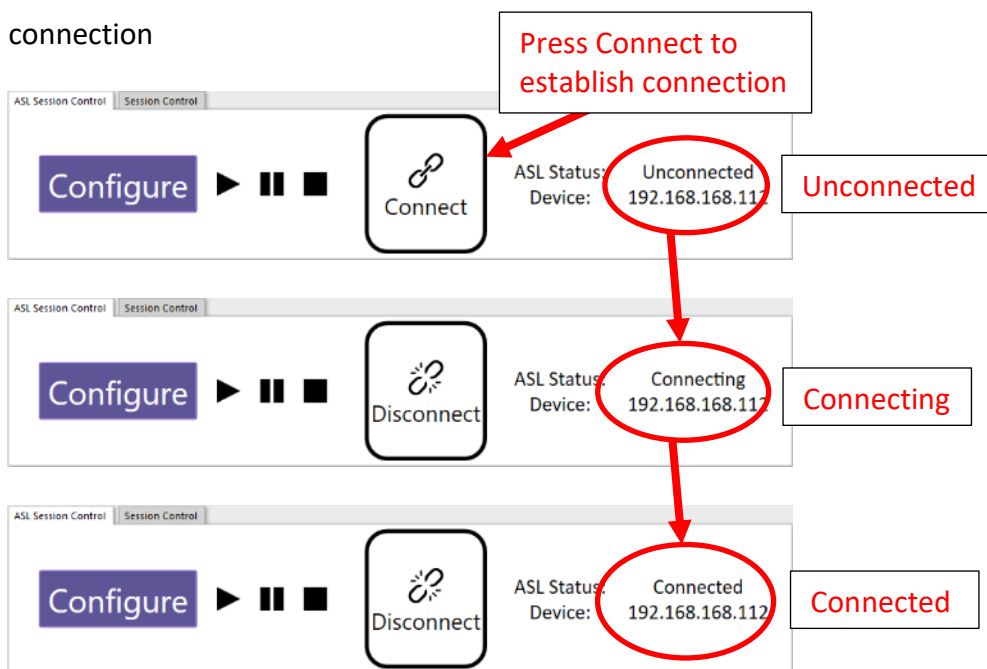 connection
Press Connect to
establish connection
ASL Session Control Session Control
Configure
Connect
ASL Status: Unconnected
Device: 192.168.168.112
Unconnected
ASL Session Control Session Control
Configure
Disconnect
ASL Status: Connecting
Device: 192.168.168.112
Connecting
ASL Session Control Session Control
Configure
Disconnect
ASL Status: Connected
Device: 192.168.168.112
Connected